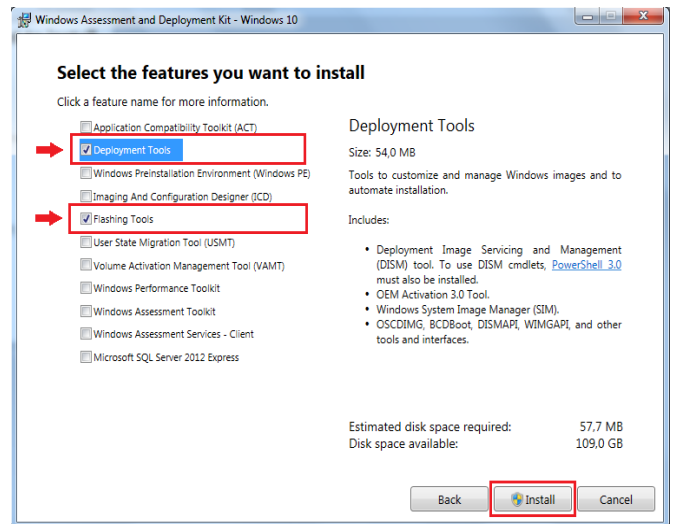 Windows Assessment and Deployment Kit - Windows 10
Select the features you want to install
Click a feature name for more information.
Application Compatibility Toolkit (ACT)
Deployment Tools
Windows Preinstallation Environment (Windows PE)
Imaging And Configuration Designer (ICD)
Flashing Tools
User State Migration Tool (USMT)
Volume Activation Management Tool (VAMT)
Windows Performance Toolkit
Windows Assessment Toolkit
Windows Assessment Services - Client
Microsoft SQL Server 2012 Express
Deployment Tools
Size: 54,0 MB
Tools to customize and manage Windows images and to
automate installation.
Includes:
• Deployment Image Servicing and Management
(DISM) tool. To use DISM cmdlets, PowerShell 3.0
must also be installed.
• OEM Activation 3.0 Tool.
• Windows System Image Manager (SIM).
• OSCDIMG, BCDBoot, DISMAPI, WIMGAPI, and other
tools and interfaces.
Estimated disk space required: 57,7 MB
Disk space available: 109,0 GB
Back Install Cancel